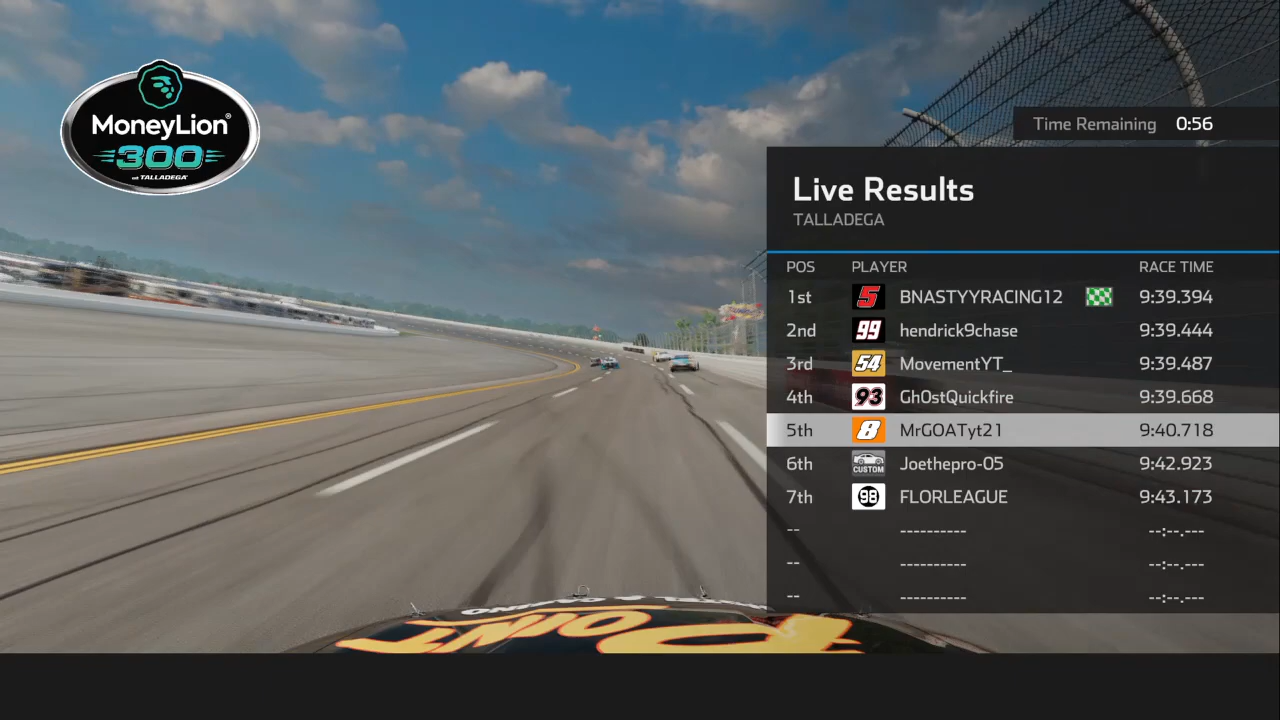 MoneyLion®
300
at TALLADEGA
Time Remaining 0:56
Live Results
TALLADEGA
POS PLAYER RACE TIME
1st 5 BNASTYYRACING12 9:39.394
2nd 99 hendrick9chase 9:39.444
3rd 54 MovementYT_ 9:39.487
4th 93 Gh0stQuickfire 9:39.668
5th 8 MrGOATyt21 9:40.718
6th CUSTOM Joethepro-05 9:42.923
7th 98 FLORLEAGUE 9:43.173
-- ---------- --:--.---
-- ---------- --:--.---
-- ---------- --:--.---
POINT